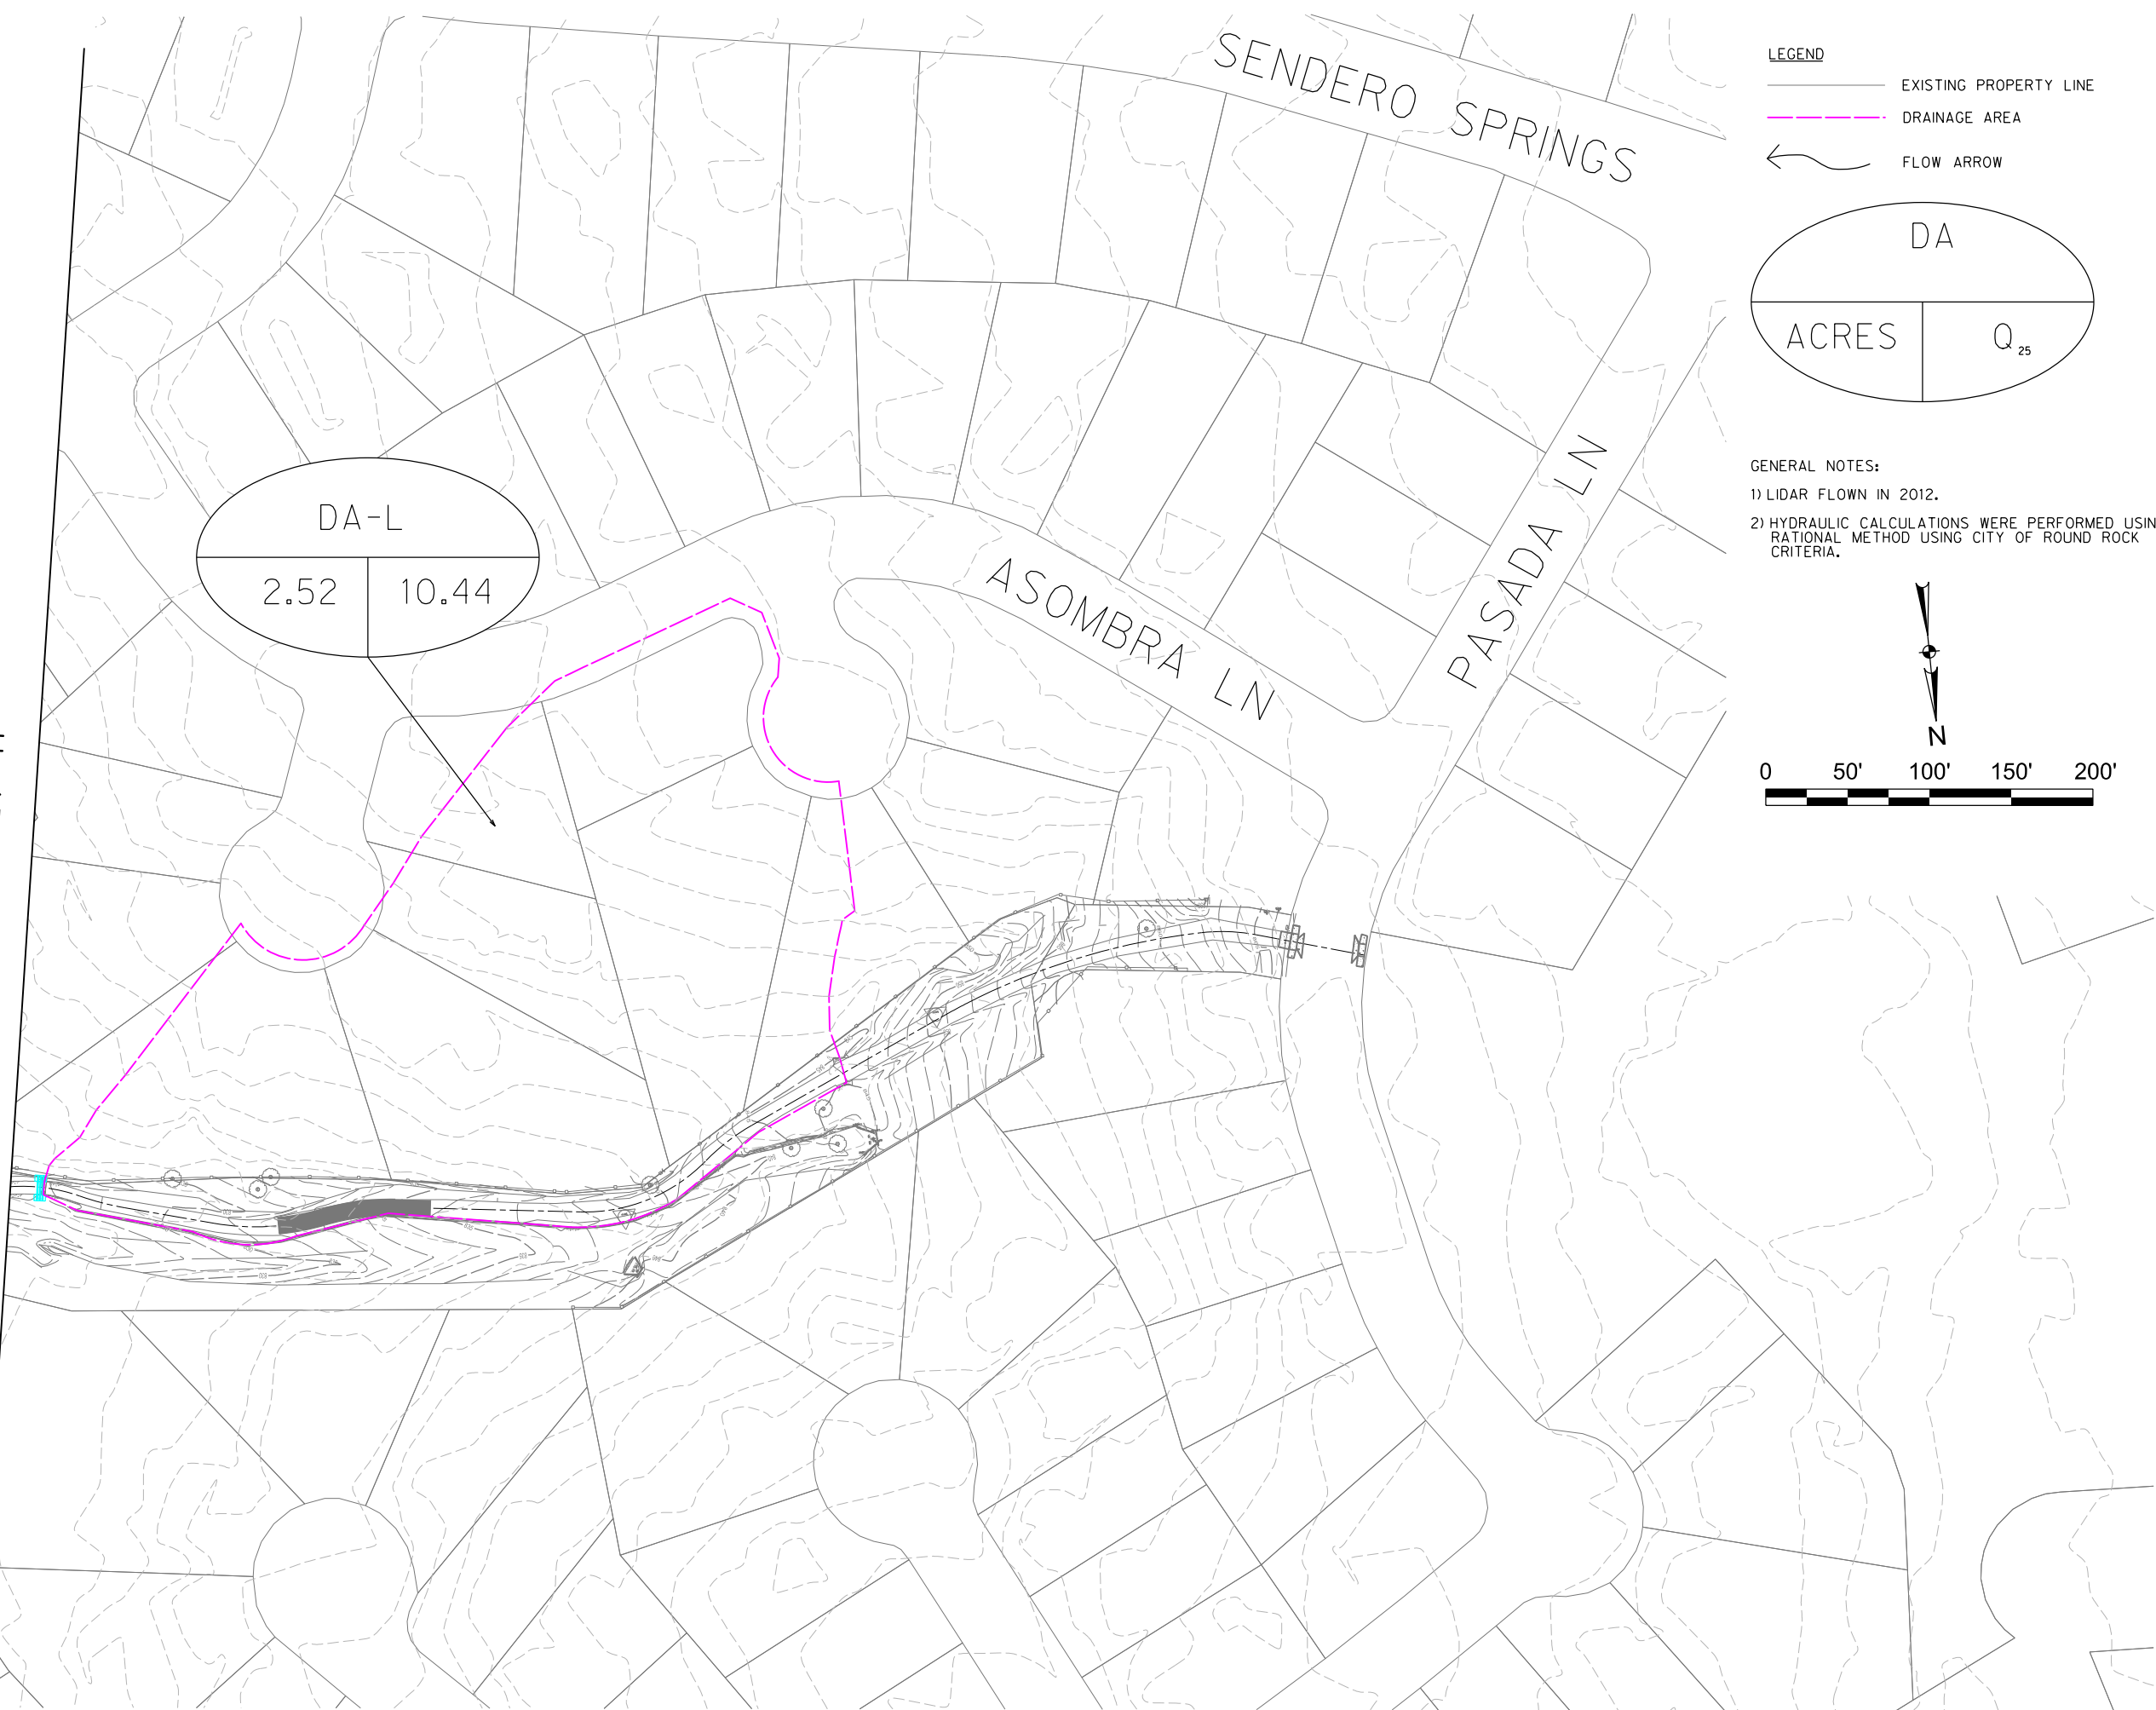 SENDERO SPRINGS
LEGEND
EXISTING PROPERTY LINE
DRAINAGE AREA
FLOW ARROW
DA
ACRES
Q 25
GENERAL NOTES:
1) LIDAR FLOWN IN 2012.
2) HYDRAULIC CALCULATIONS WERE PERFORMED USIN
RATIONAL METHOD USING CITY OF ROUND ROCK
CRITERIA.
N
0 50' 100' 150' 200'
DA-L
2.52
10.44
ASOMBRA LN
PASADA LN